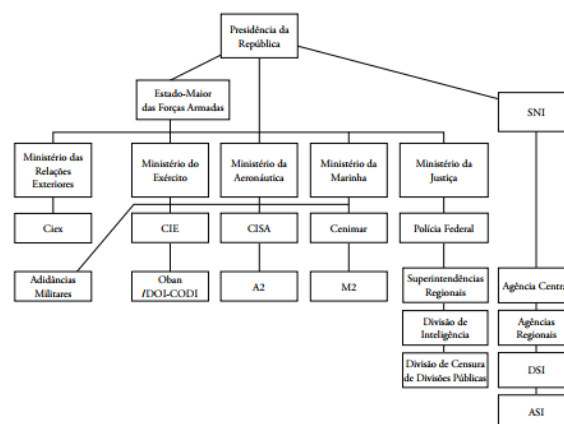 Presidência da
República
Estado-Maior
das Forças Armadas
SNI
Ministério das
Relações
Exteriores
Ministério do
Exército
Ministério da
Aeronáutica
Ministério da
Marinha
Ministério da
Justiça
Ciex
CIE
CISA
Cenimar
Polícia Federal
Adidâncias
Militares
Oban
/DOI-CODI
A2
M2
Superintendências
Regionais
Agência Central
Divisão de
Inteligência
Agências
Regionais
Divisão de Censura
de Divisões Públicas
DSI
ASI